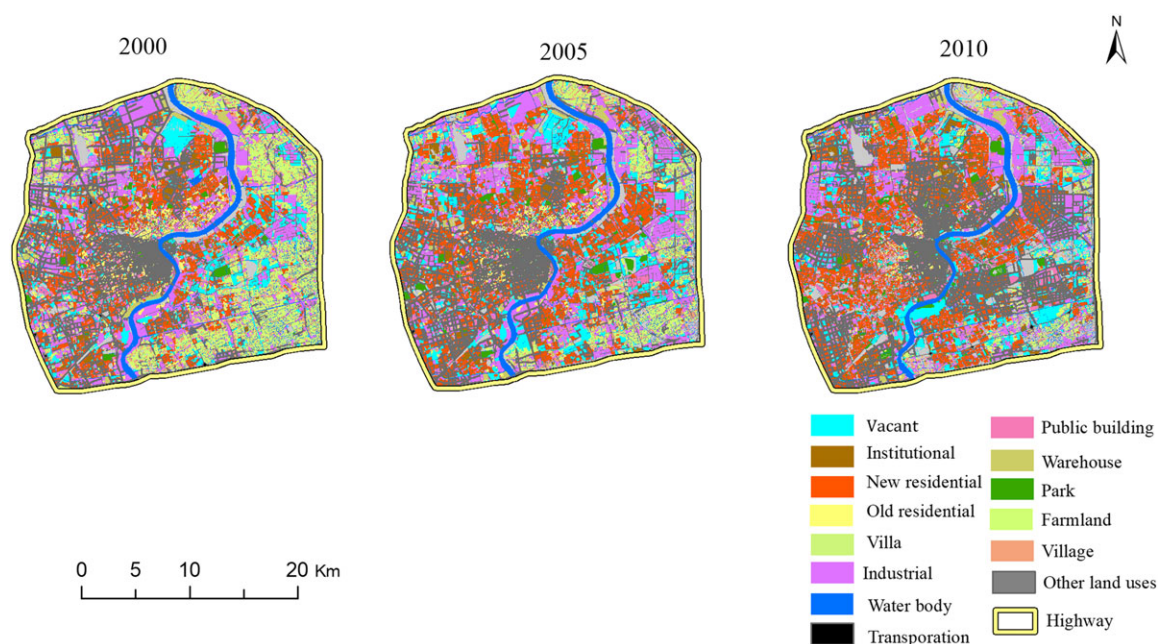 2000
2005
2010
N
Vacant
Institutional
New residential
Old residential
Villa
Industrial
Water body
Transporation
Public building
Warehouse
Park
Farmland
Village
Other land uses
Highway
0 5 10 20 Km